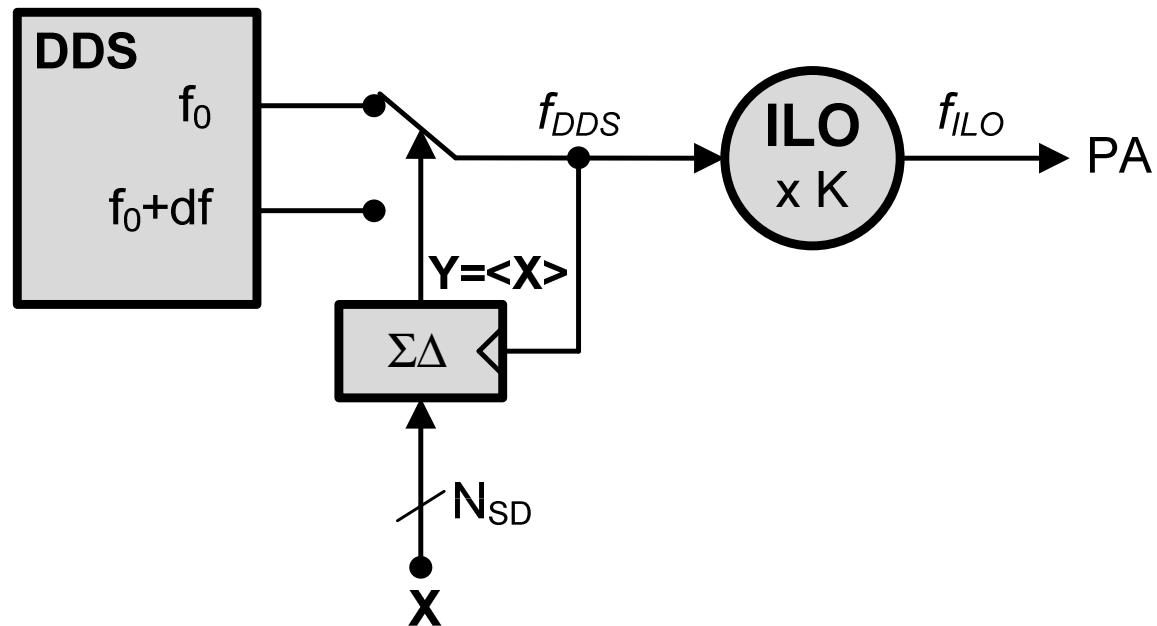 DDS
f0
f0+df
fDDS
ILO
x K
fILO
PA
Y=<X>
ΣΔ
NSD
X